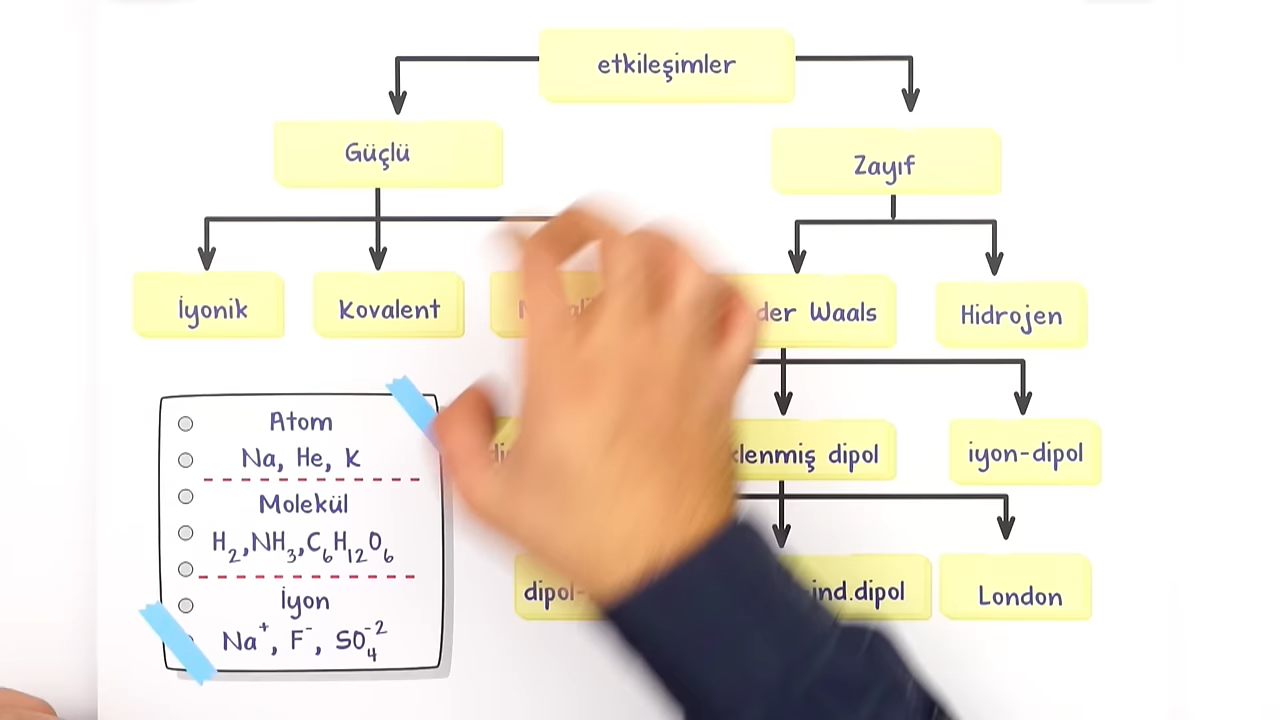 etkileşimler
Güçlü
Zayıf
İyonik
Kovalent
der Waals
Hidrojen
dipol
iyon-dipol
dipol-
ind.dipol
London
Atom
Na, He, K
Molekül
H₂,NH₃,C₆H₁₂O₆
İyon
Na⁺, F⁻, SO₄⁻²